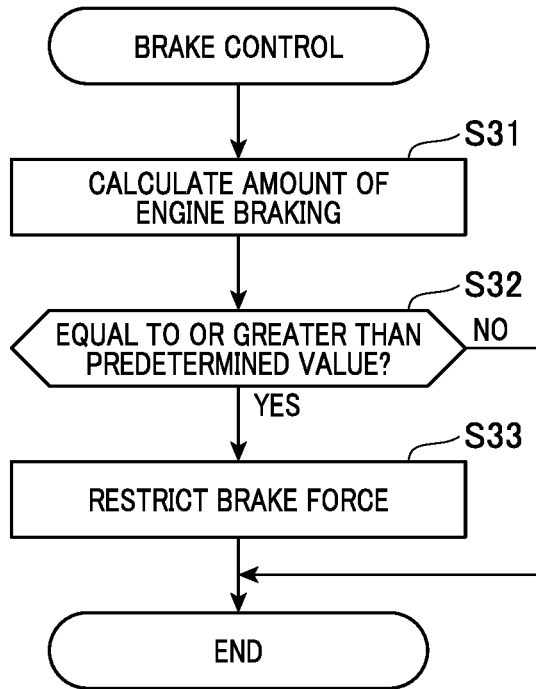 BRAKE CONTROL
S31
CALCULATE AMOUNT OF
ENGINE BRAKING
S32
EQUAL TO OR GREATER THAN
PREDETERMINED VALUE?
NO
YES
S33
RESTRICT BRAKE FORCE
END